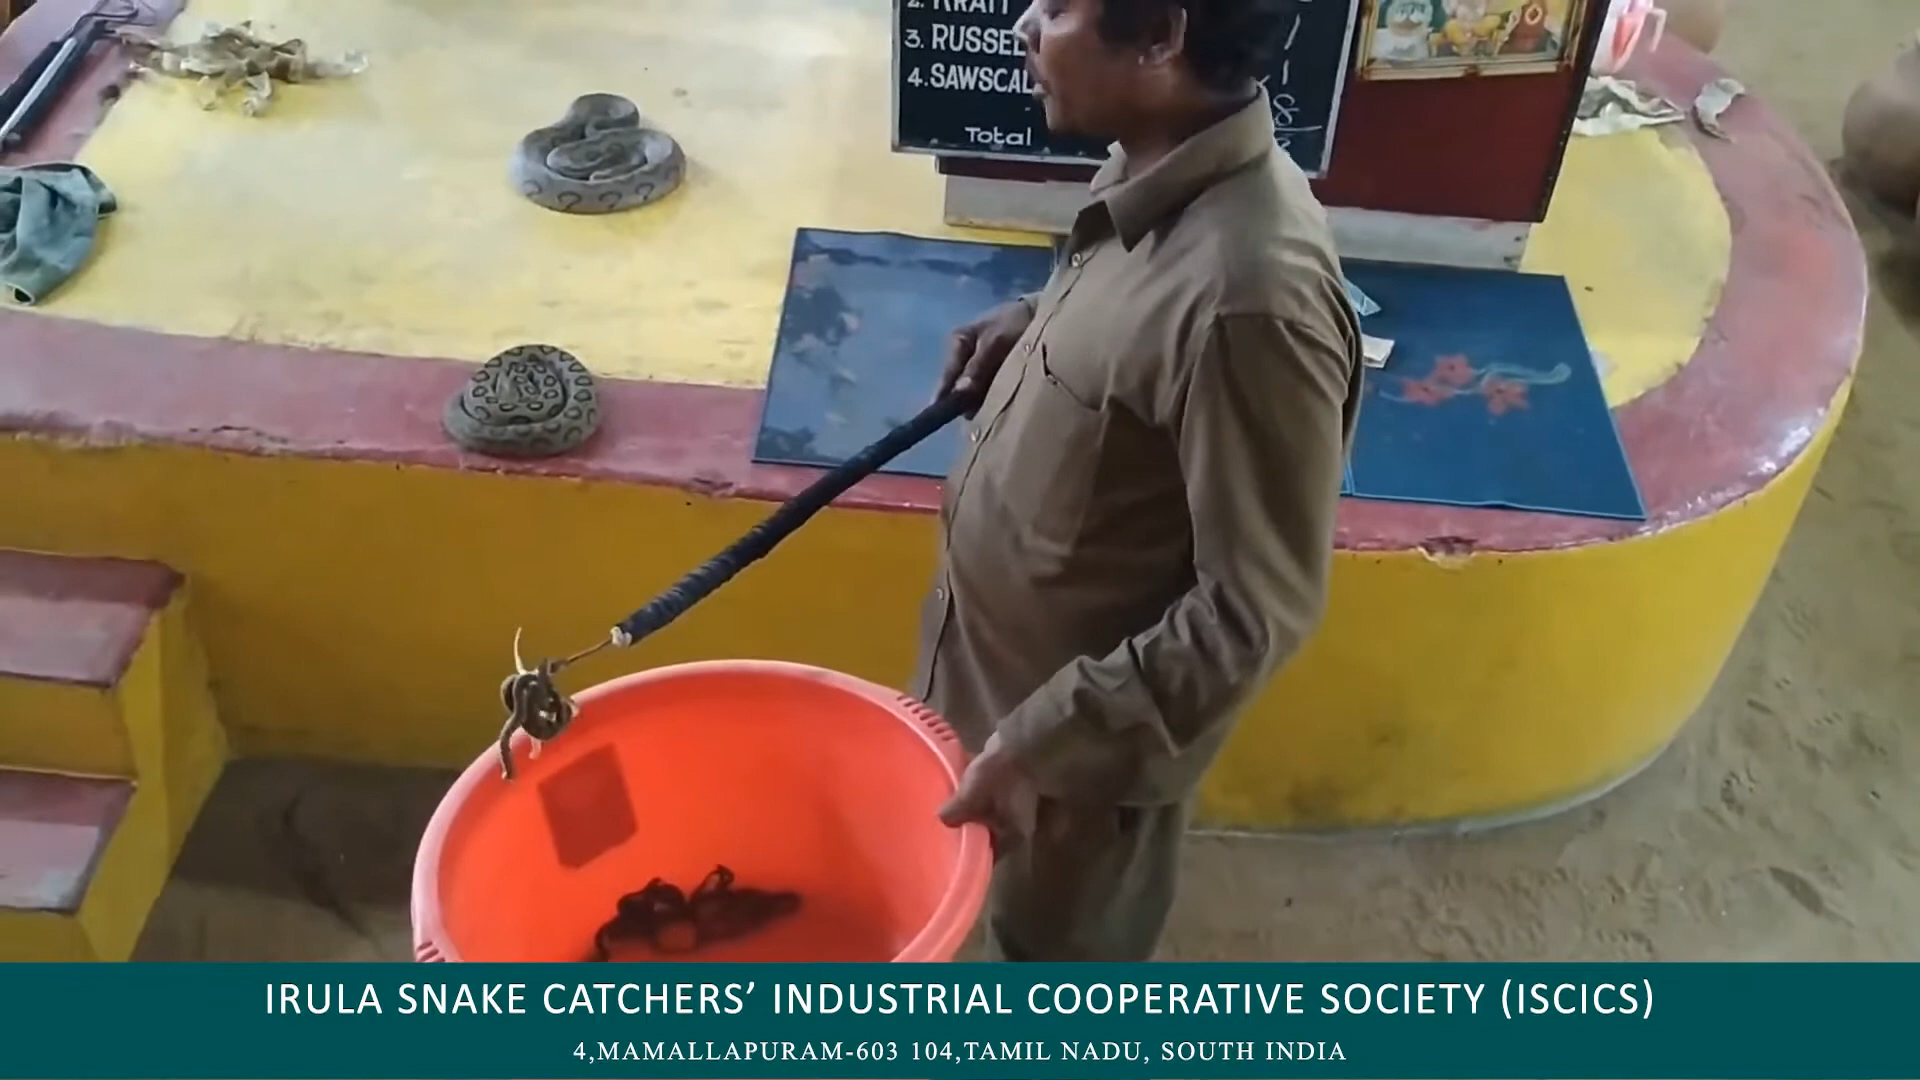 2. KRAIT
3. RUSSEL
4. SAWSCAL
8
Total
IRULA SNAKE CATCHERS’ INDUSTRIAL COOPERATIVE SOCIETY (ISCICS)
4,MAMALLAPURAM-603 104,TAMIL NADU, SOUTH INDIA